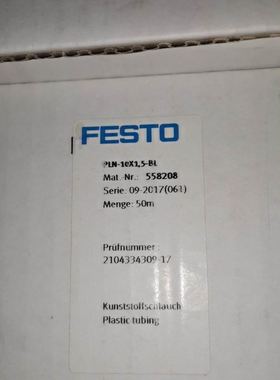 FESTO
PLN-10X1,5-BL
Mat.-Nr.: 558208
Serie: 09-2017(061)
Menge: 50m
Prüfnummer:
2104334309-17
Kunststoffschlauch
Plastic tubing